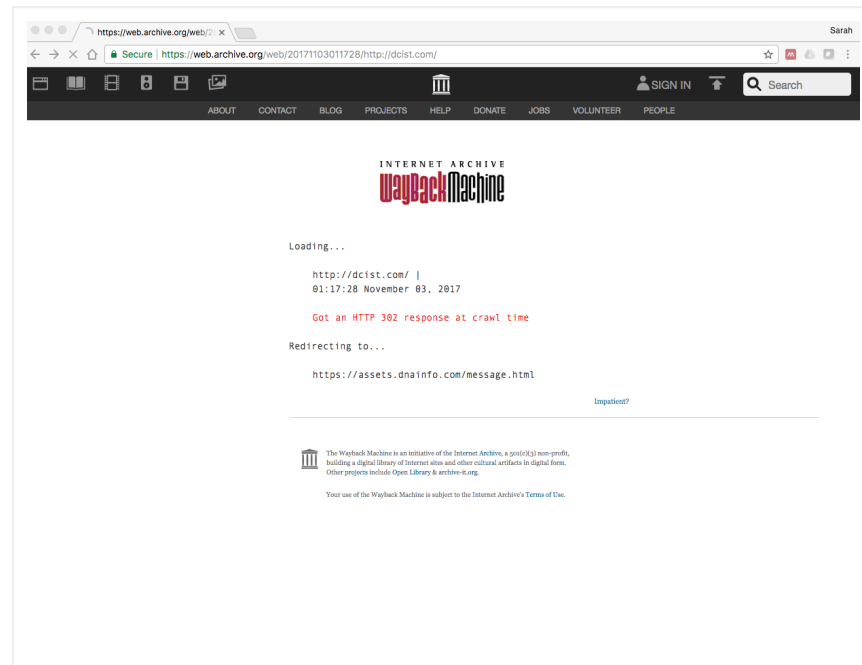 https://web.archive.org/web/2
Sarah
Secure | https://web.archive.org/web/20171103011728/http://dcist.com/
SIGN IN
Search
ABOUT CONTACT BLOG PROJECTS HELP DONATE JOBS VOLUNTEER PEOPLE
INTERNET ARCHIVE
WayBackMachine
Loading...
http://dcist.com/ |
01:17:28 November 03, 2017
Got an HTTP 302 response at crawl time
Redirecting to...
https://assets.dnainfo.com/message.html
Impatient?
The Wayback Machine is an initiative of the Internet Archive, a 501(c)(3) non-profit,
building a digital library of Internet sites and other cultural artifacts in digital form.
Other projects include Open Library & archive-it.org.
Your use of the Wayback Machine is subject to the Internet Archive's Terms of Use.